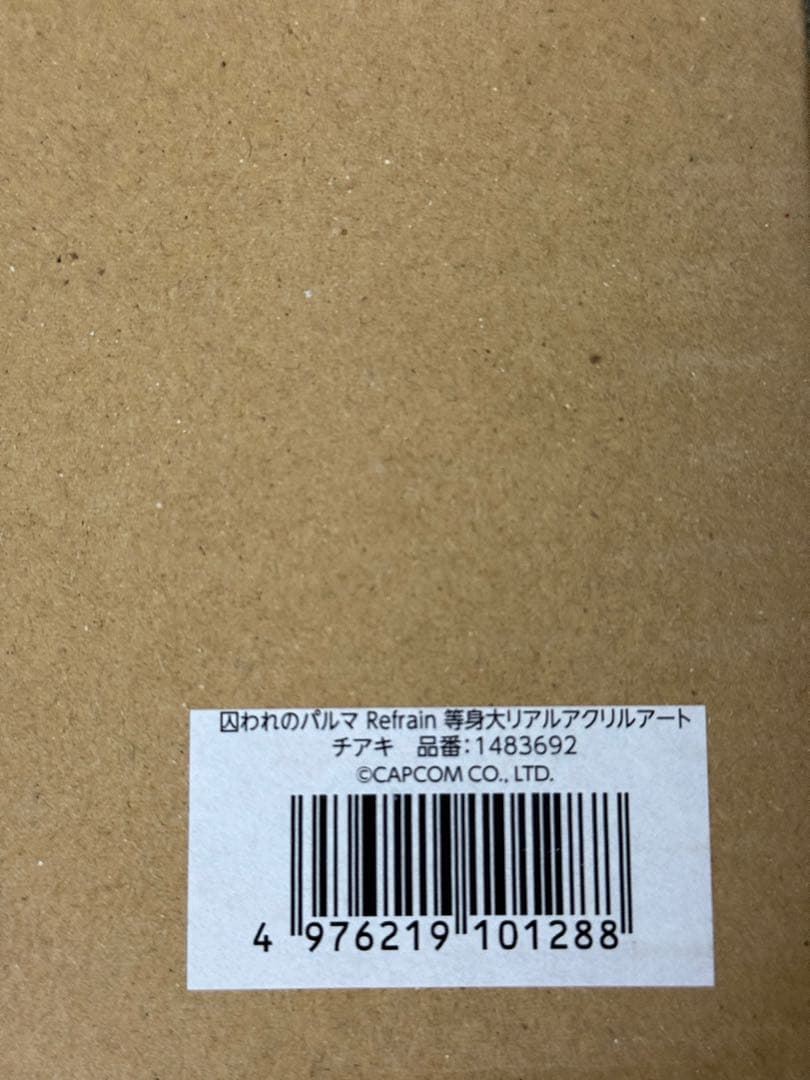 囚われのパルマ Refrain 等身大リアルアクリルアート
チアキ　品番：1483692
©CAPCOM CO., LTD.
4 976219 101288